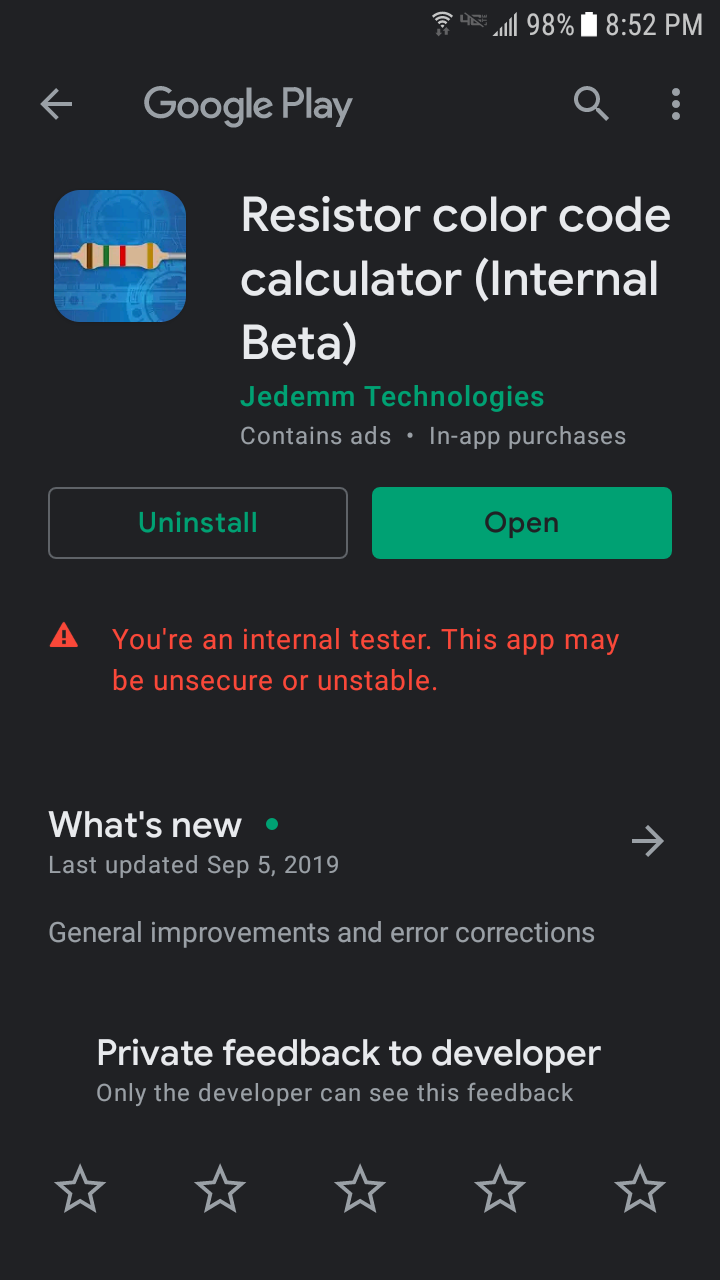 98% 8:52 PM
Google Play
Resistor color code
calculator (Internal
Beta)
Jedemm Technologies
Contains ads • In-app purchases
Uninstall
Open
You're an internal tester. This app may
be unsecure or unstable.
What's new
Last updated Sep 5, 2019
General improvements and error corrections
Private feedback to developer
Only the developer can see this feedback